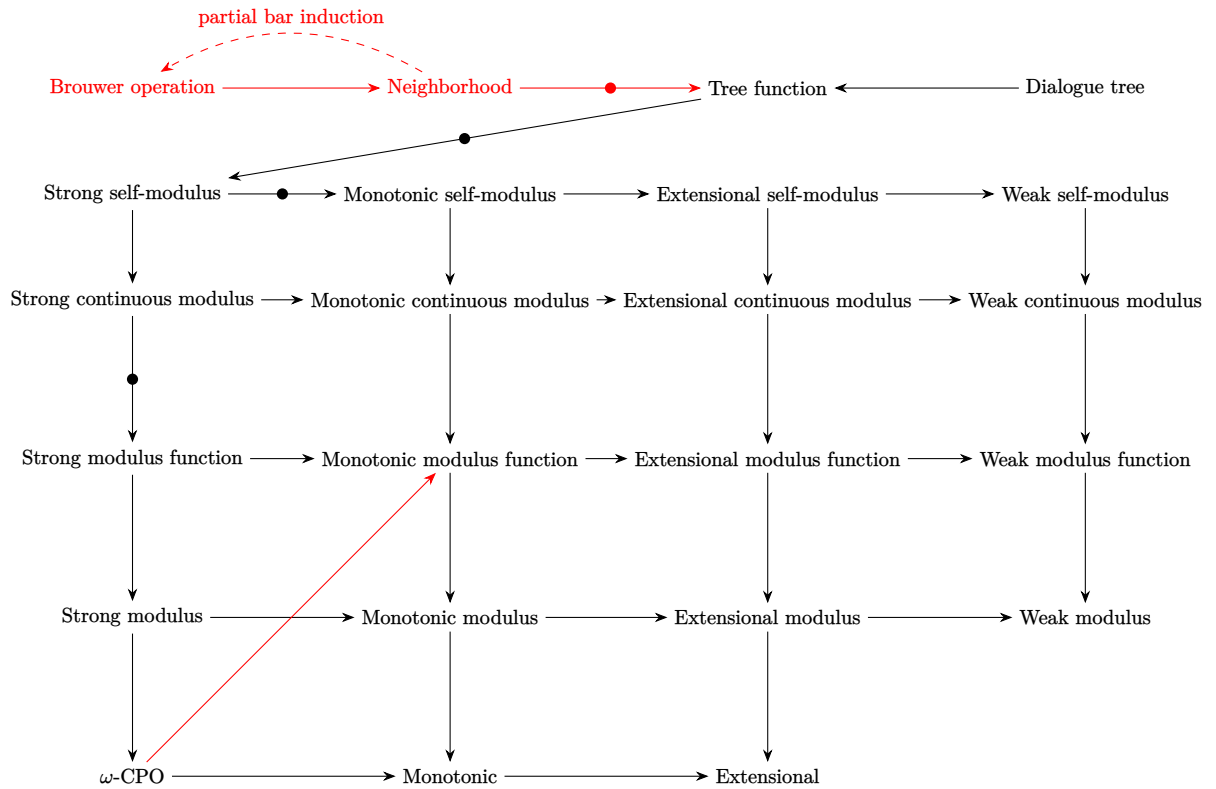 partial bar induction
Brouwer operation
Neighborhood
Tree function
Dialogue tree
Strong self-modulus
Monotonic self-modulus
Extensional self-modulus
Weak self-modulus
Strong continuous modulus
Monotonic continuous modulus
Extensional continuous modulus
Weak continuous modulus
Strong modulus function
Monotonic modulus function
Extensional modulus function
Weak modulus function
Strong modulus
Monotonic modulus
Extensional modulus
Weak modulus
ω-CPO
Monotonic
Extensional